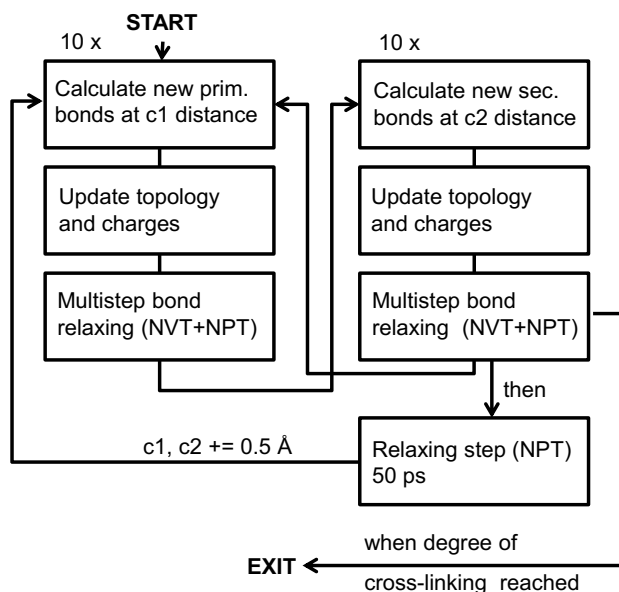 START
10 x
Calculate new prim.
bonds at c1 distance
Update topology
and charges
Multistep bond
relaxing (NVT+NPT)
10 x
Calculate new sec.
bonds at c2 distance
Update topology
and charges
Multistep bond
relaxing (NVT+NPT)
then
c1, c2 += 0.5 Å
Relaxing step (NPT)
50 ps
when degree of
EXIT
cross-linking reached